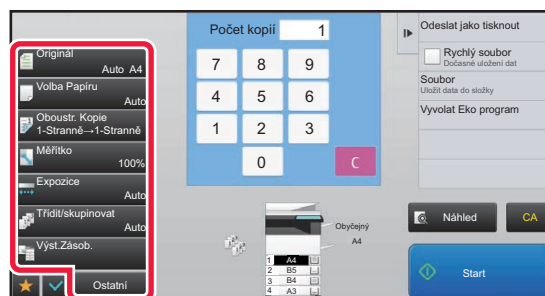 Originál
Auto A4
Volba Papíru
Auto
Oboustr. Kopie
1-Stranně→1-Stranně
Měřítko
100%
Expozice
Auto
Třídit/skupinovat
Auto
Výst.Zásob.
Ostatní
Počet kopií 1
7 8 9
4 5 6
1 2 3
0 C
Obyčejný
A4
1 A4
2 B5
3 B4
4 A3
Odeslat jako tisknout
Rychlý soubor
Dočasné uložení dat
Soubor
Uložit data do složky
Vyvolat Eko program
Náhled CA
Start